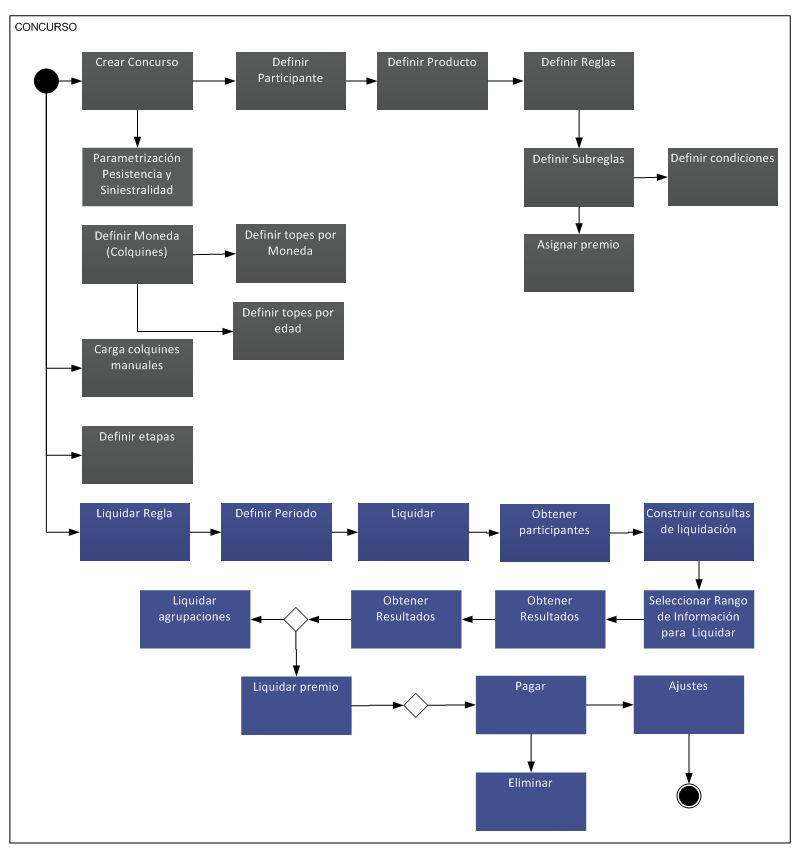 CONCURSO
Crear Concurso
Definir
Participante
Definir Producto
Definir Reglas
Parametrización
Pesistencia y
Siniestralidad
Definir Subreglas
Definir condiciones
Definir Moneda
(Colquines)
Definir topes por
Moneda
Asignar premio
Definir topes por
edad
Carga colquines
manuales
Definir etapas
Liquidar Regla
Definir Periodo
Liquidar
Obtener
participantes
Construir consultas
de liquidación
Liquidar
agrupaciones
Obtener
Resultados
Obtener
Resultados
Seleccionar Rango
de Información
para Liquidar
Liquidar premio
Pagar
Ajustes
Eliminar